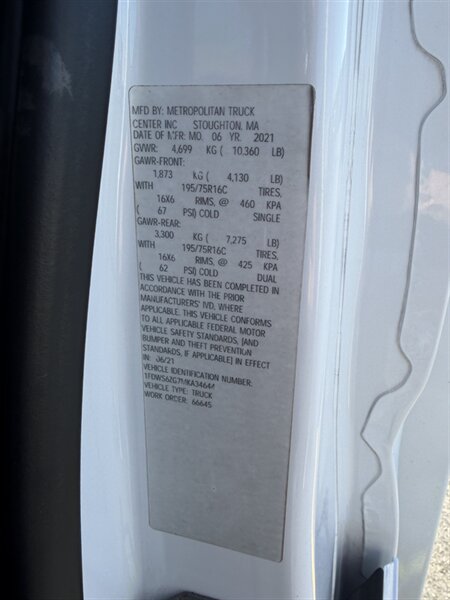 MFD BY: METROPOLITAN TRUCK
CENTER INC STOUGHTON, MA
DATE OF MFR: MO. 06 YR. 2021
GVWR: 4,699 KG ( 10,360 LB)
GAWR-FRONT:
1,873 KG ( 4,130 LB)
WITH 195/75R16C TIRES,
16X6 RIMS, @ 460 KPA
( 67 PSI) COLD SINGLE
GAWR-REAR:
3,300 KG ( 7,275 LB)
WITH 195/75R16C TIRES,
16X6 RIMS, @ 425 KPA
( 62 PSI) COLD DUAL
THIS VEHICLE HAS BEEN COMPLETED IN
ACCORDANCE WITH THE PRIOR
MANUFACTURERS' IVD, WHERE
APPLICABLE. THIS VEHICLE CONFORMS
TO ALL APPLICABLE FEDERAL MOTOR
VEHICLE SAFETY STANDARDS, (AND
BUMPER AND THEFT PREVENTION
STANDARDS, IF APPLICABLE) IN EFFECT
IN: 06/21
VEHICLE IDENTIFICATION NUMBER:
1FDWS6ZG7MKA34644
VEHICLE TYPE: TRUCK
WORK ORDER: 66645